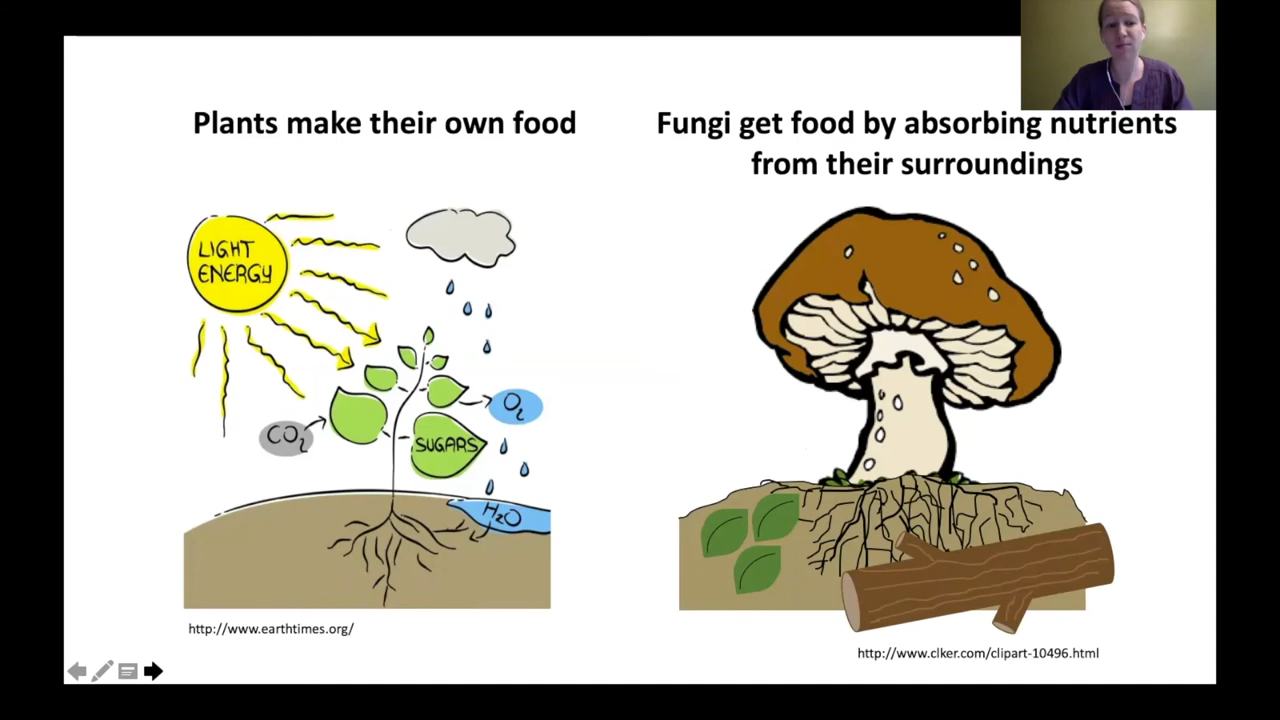 Plants make their own food
Fungi get food by absorbing nutrients
from their surroundings
LIGHT
ENERGY
CO₂
O₂
SUGARS
H₂O
http://www.earthtimes.org/
http://www.clker.com/clipart-10496.html